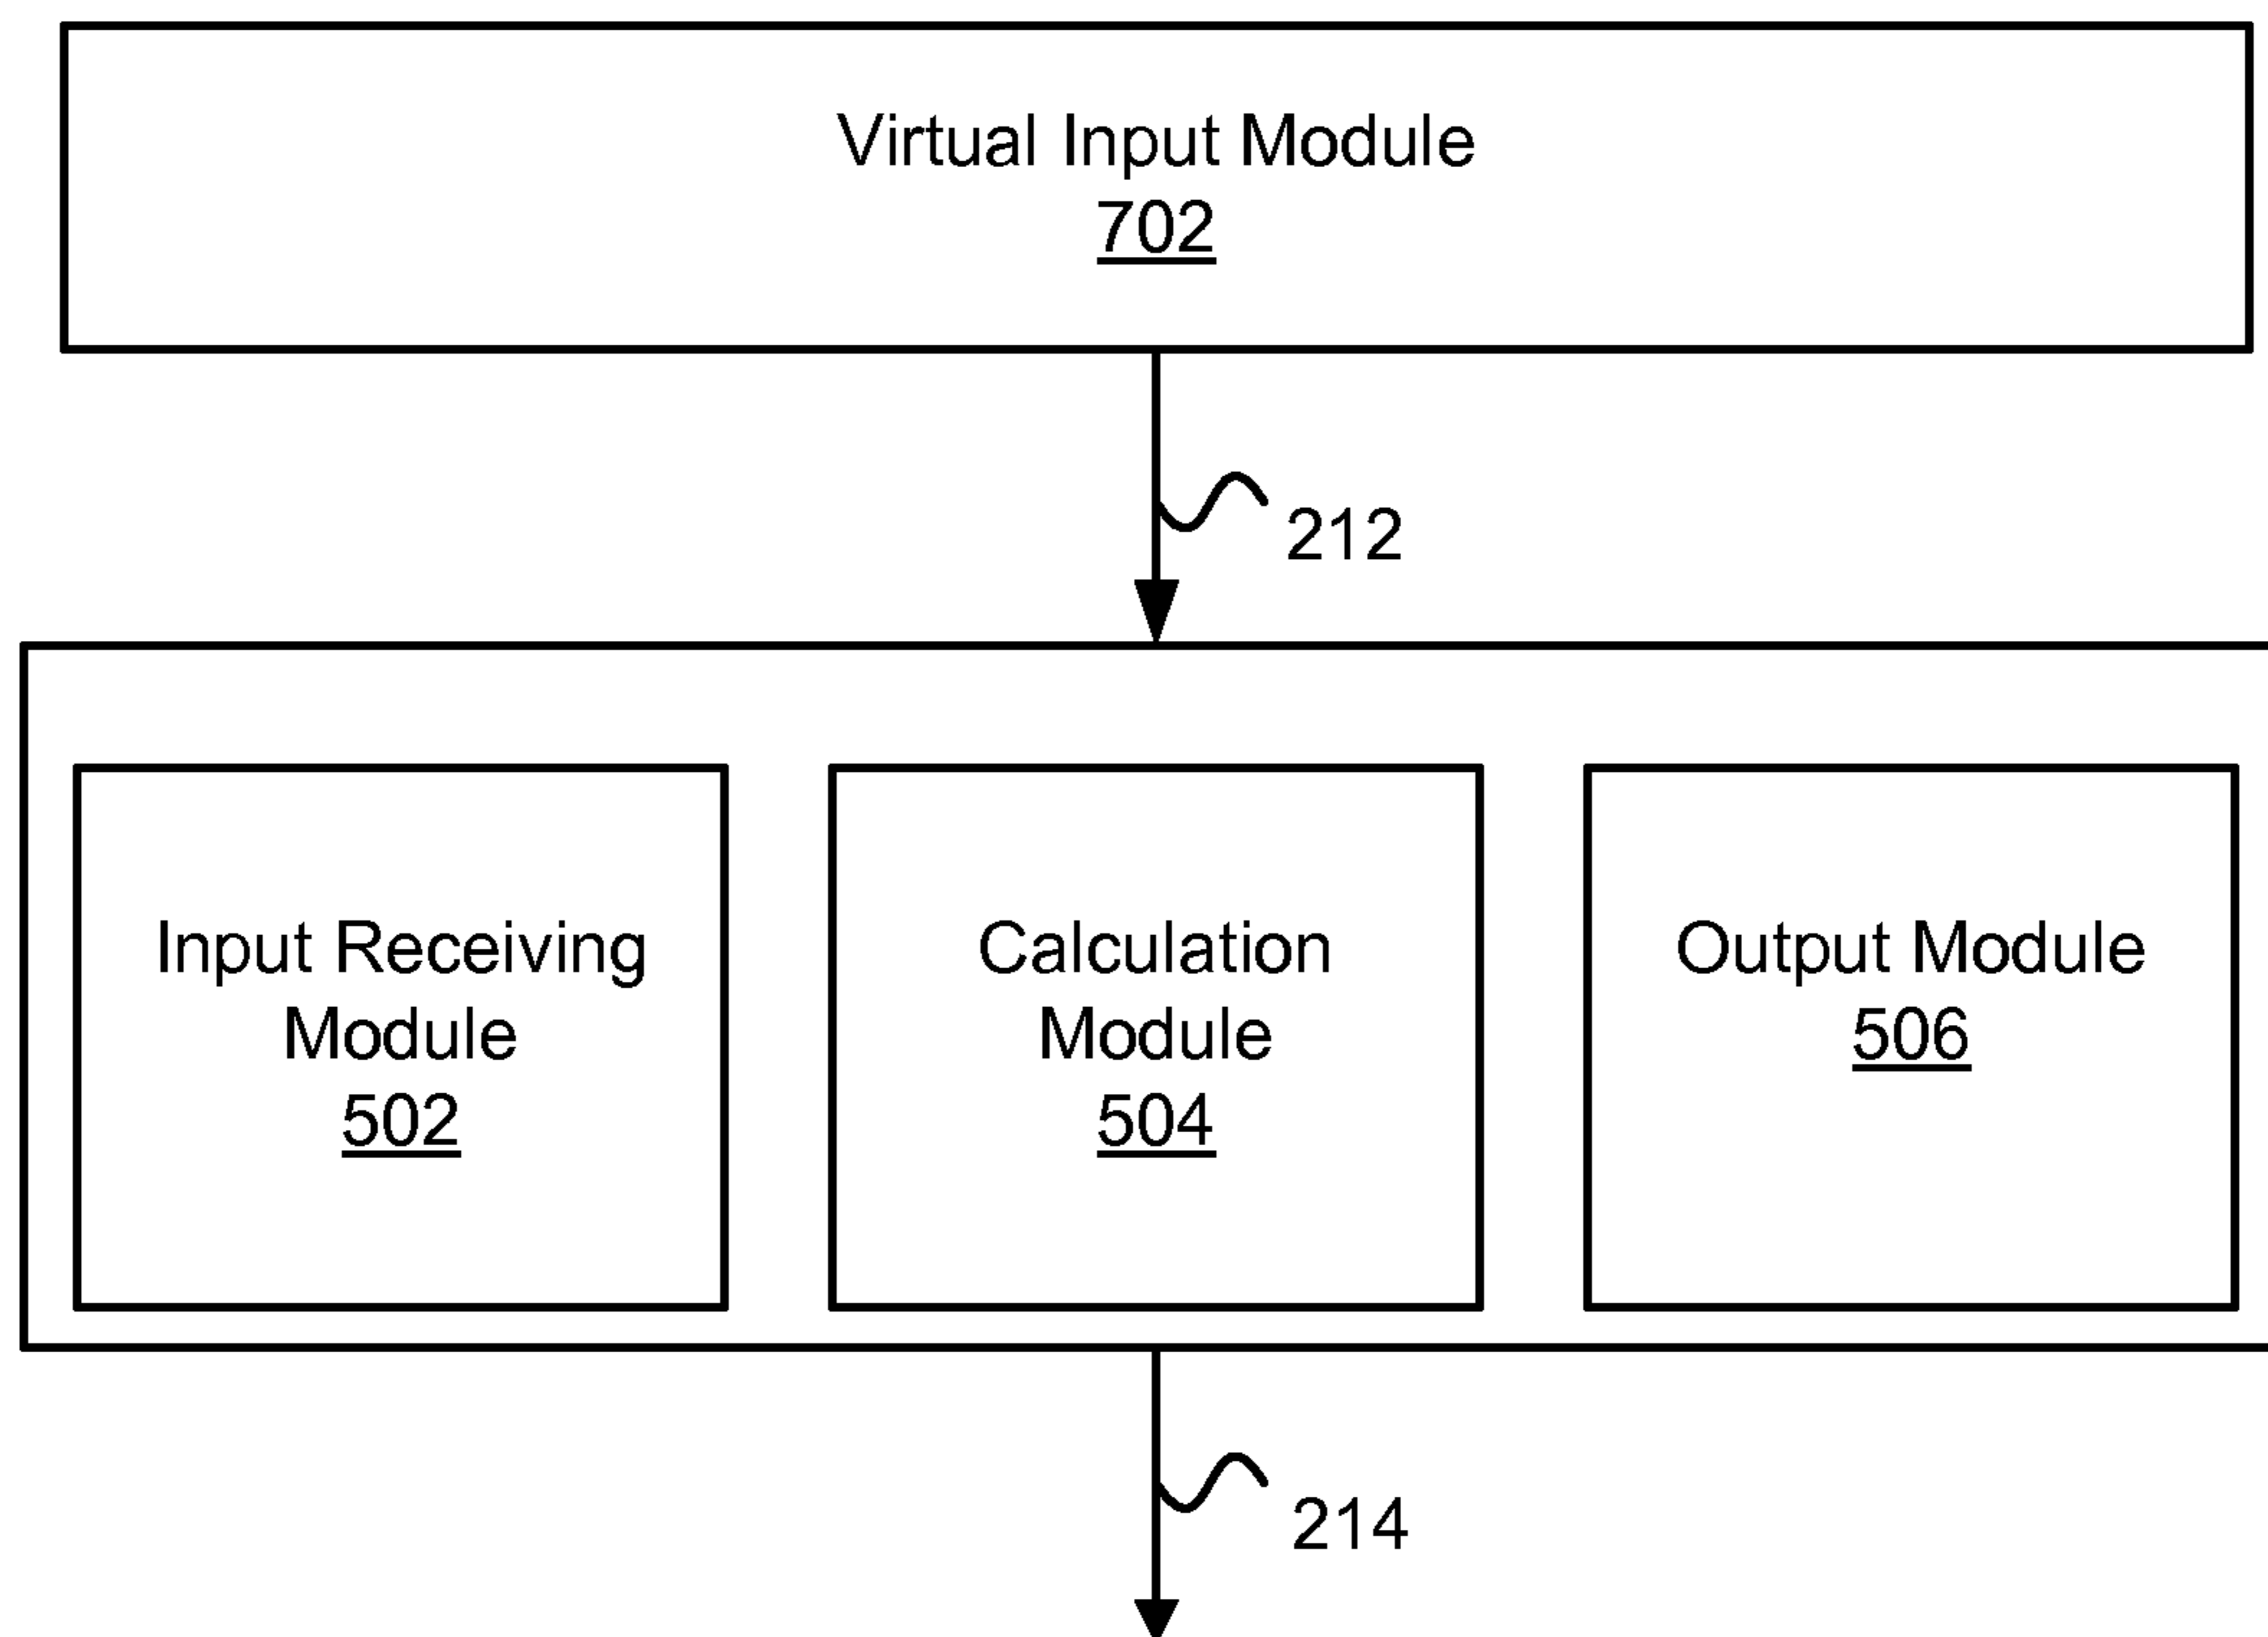 Virtual Input Module
702
212
Input Receiving
Module
502
Calculation
Module
504
Output Module
506
214